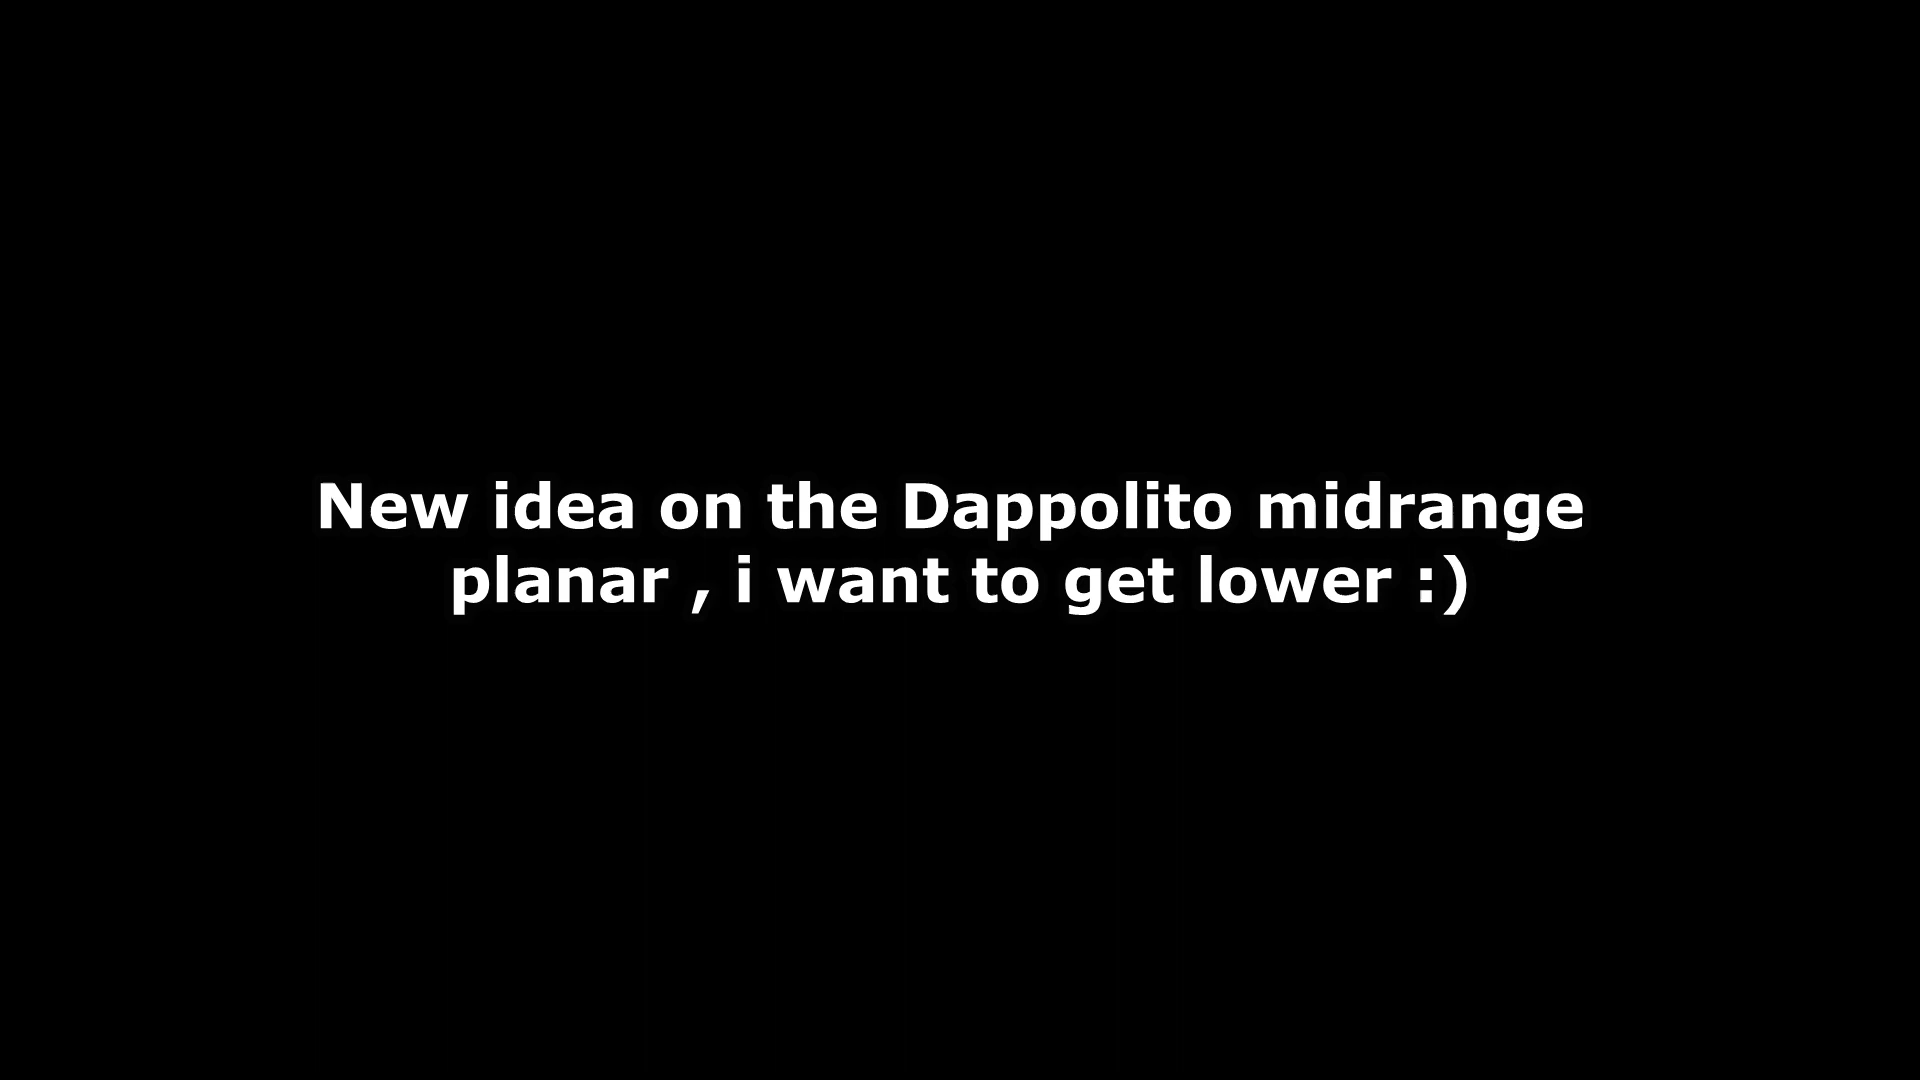 New idea on the Dappolito midrange
planar , i want to get lower :)